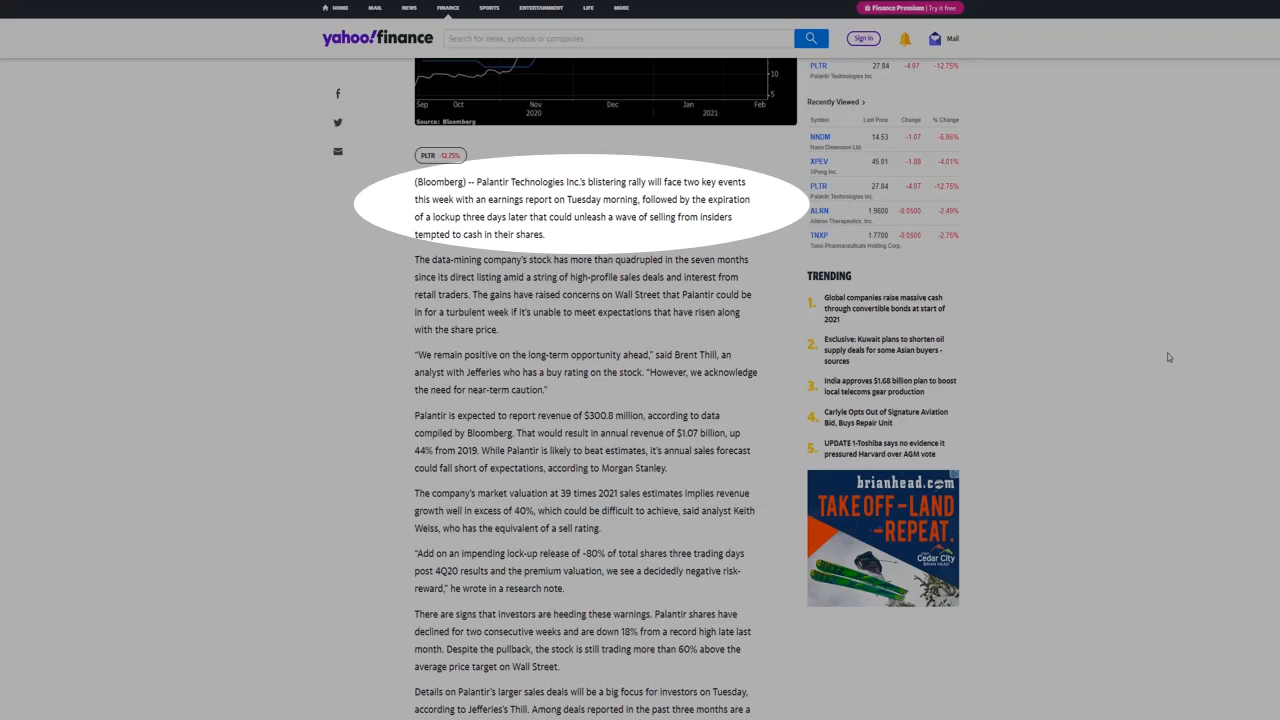 HOME MAIL NEWS FINANCE SPORTS ENTERTAINMENT LIFE MORE
Finance Premium | Try it free
yahoo!finance
Search for news, symbols or companies
Sign in
Mail
10
5
Sep Oct Nov Dec Jan Feb
2020 2021
Source: Bloomberg
PLTR -12.75%
(Bloomberg) -- Palantir Technologies Inc.'s blistering rally will face two key events
this week with an earnings report on Tuesday morning, followed by the expiration
of a lockup three days later that could unleash a wave of selling from insiders
tempted to cash in their shares.
The data-mining company's stock has more than quadrupled in the seven months
since its direct listing amid a string of high-profile sales deals and interest from
retail traders. The gains have raised concerns on Wall Street that Palantir could be
in for a turbulent week if it's unable to meet expectations that have risen along
with the share price.
"We remain positive on the long-term opportunity ahead," said Brent Thill, an
analyst with Jefferies who has a buy rating on the stock. "However, we acknowledge
the need for near-term caution."
Palantir is expected to report revenue of $300.8 million, according to data
compiled by Bloomberg. That would result in annual revenue of $1.07 billion, up
44% from 2019. While Palantir is likely to beat estimates, it's annual sales forecast
could fall short of expectations, according to Morgan Stanley.
The company's market valuation at 39 times 2021 sales estimates implies revenue
growth well in excess of 40%, which could be difficult to achieve, said analyst Keith
Weiss, who has the equivalent of a sell rating.
"Add on an impending lock-up release of ~80% of total shares three trading days
post 4Q20 results and the premium valuation, we see a decidedly negative risk-
reward," he wrote in a research note.
There are signs that investors are heeding these warnings. Palantir shares have
declined for two consecutive weeks and are down 18% from a record high late last
month. Despite the pullback, the stock is still trading more than 60% above the
average price target on Wall Street.
Details on Palantir's larger sales deals will be a big focus for investors on Tuesday,
according to Jefferies's Thill. Among deals reported in the past three months are a
PLTR 27.84 -4.07 -12.75%
Palantir Technologies Inc.
Recently Viewed >
Symbol Last Price Change % Change
NNDM 14.53 -1.07 -6.86%
Nano Dimension Ltd.
XPEV 45.01 -1.88 -4.01%
XPeng Inc.
PLTR 27.84 -4.07 -12.75%
Palantir Technologies Inc.
ALRN 1.9600 -0.0500 -2.49%
Aileron Therapeutics, Inc.
TNXP 1.7700 -0.0500 -2.75%
Tonix Pharmaceuticals Holding Corp.
TRENDING
1. Global companies raise massive cash
through convertible bonds at start of
2021
2. Exclusive: Kuwait plans to shorten oil
supply deals for some Asian buyers -
sources
3. India approves $1.68 billion plan to boost
local telecoms gear production
4. Carlyle Opts Out of Signature Aviation
Bid, Buys Repair Unit
5. UPDATE 1-Toshiba says no evidence it
pressured Harvard over AGM vote
brianhead.com
TAKE OFF – LAND
– REPEAT.
VISIT
Cedar City
BRIAN HEAD